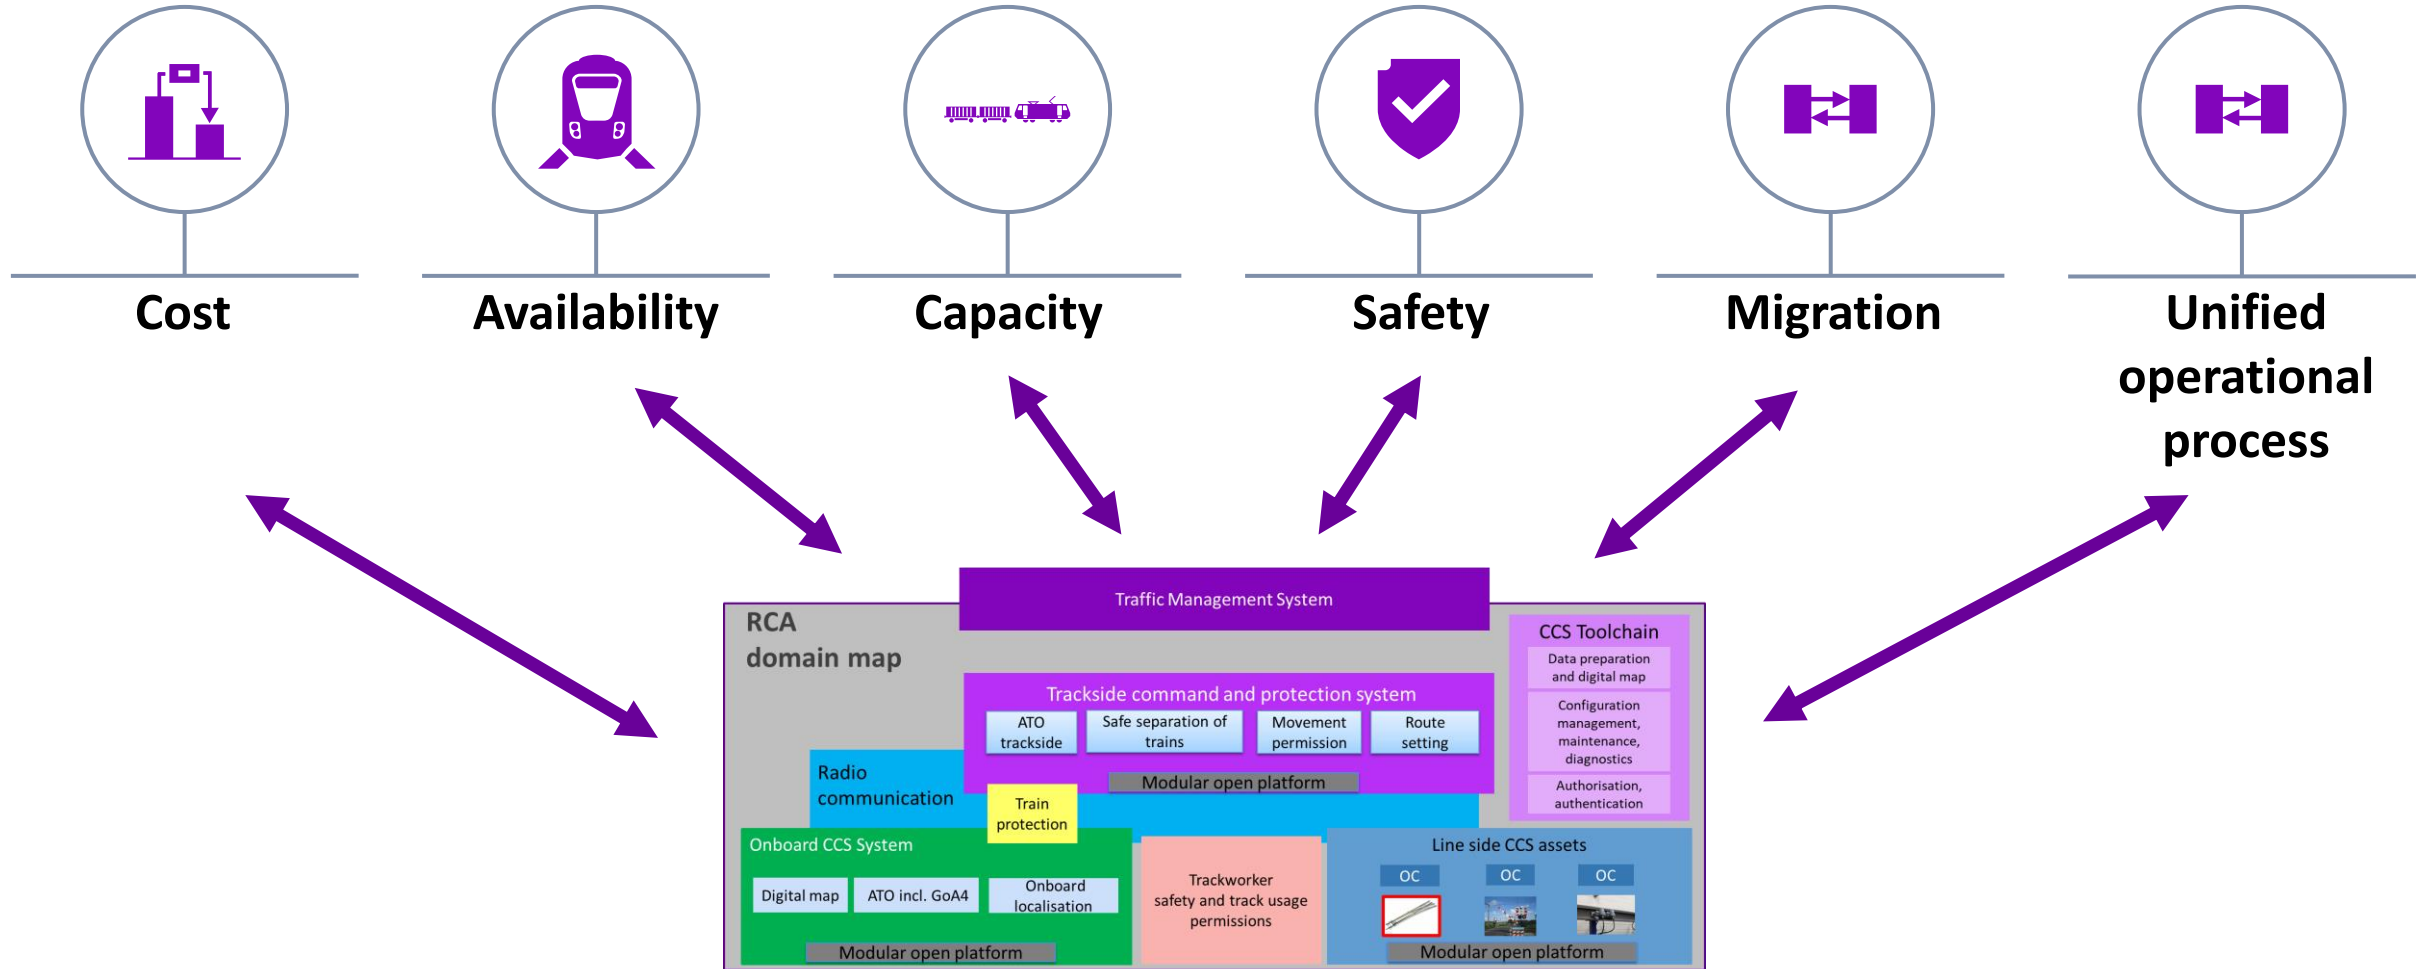 Cost
Availability
Capacity
Safety
Migration
Unified
operational
process
Traffic Management System
RCA
domain map
CCS Toolchain
Data preparation
and digital map
Configuration
management,
maintenance,
diagnostics
Authorisation,
authentication
Trackside command and protection system
ATO
trackside
Safe separation of
trains
Movement
permission
Route
setting
Modular open platform
Radio
communication
Train
protection
Onboard CCS System
Digital map
ATO incl. GoA4
Onboard
localisation
Modular open platform
Trackworker
safety and track usage
permissions
Line side CCS assets
OC
OC
OC
Modular open platform